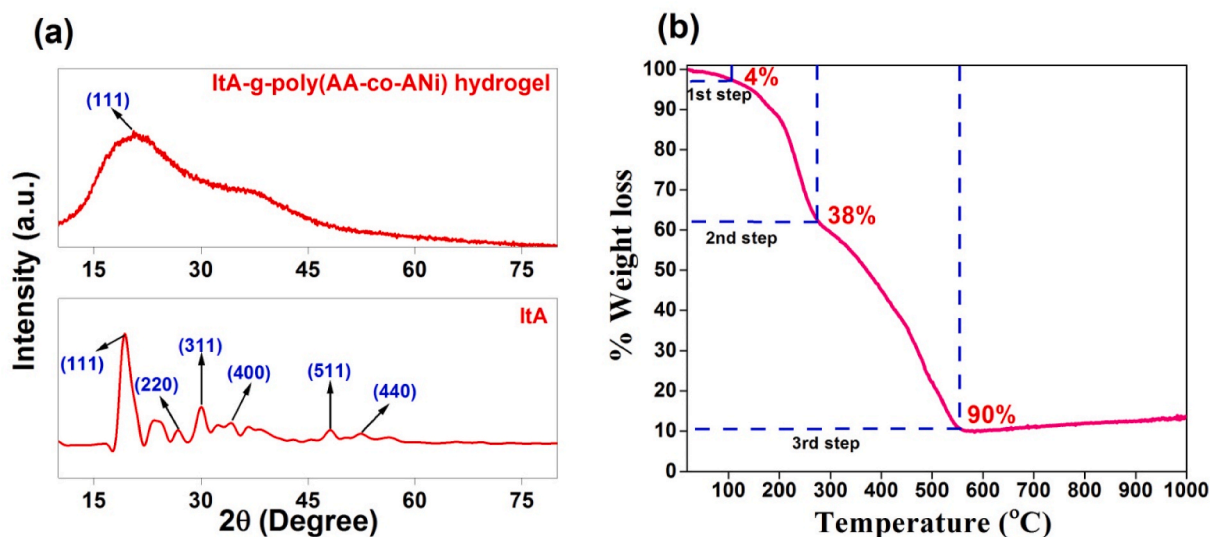 (a)
ItA-g-poly(AA-co-ANi) hydrogel
(111)
15 30 45 60 75
ItA
(111)
(220)
(311)
(400)
(511)
(440)
15 30 45 60 75
2θ (Degree)
Intensity (a.u.)
(b)
100
90
80
70
60
50
40
30
20
10
0
4%
1st step
38%
2nd step
90%
3rd step
100 200 300 400 500 600 700 800 900 1000
Temperature (°C)
% Weight loss